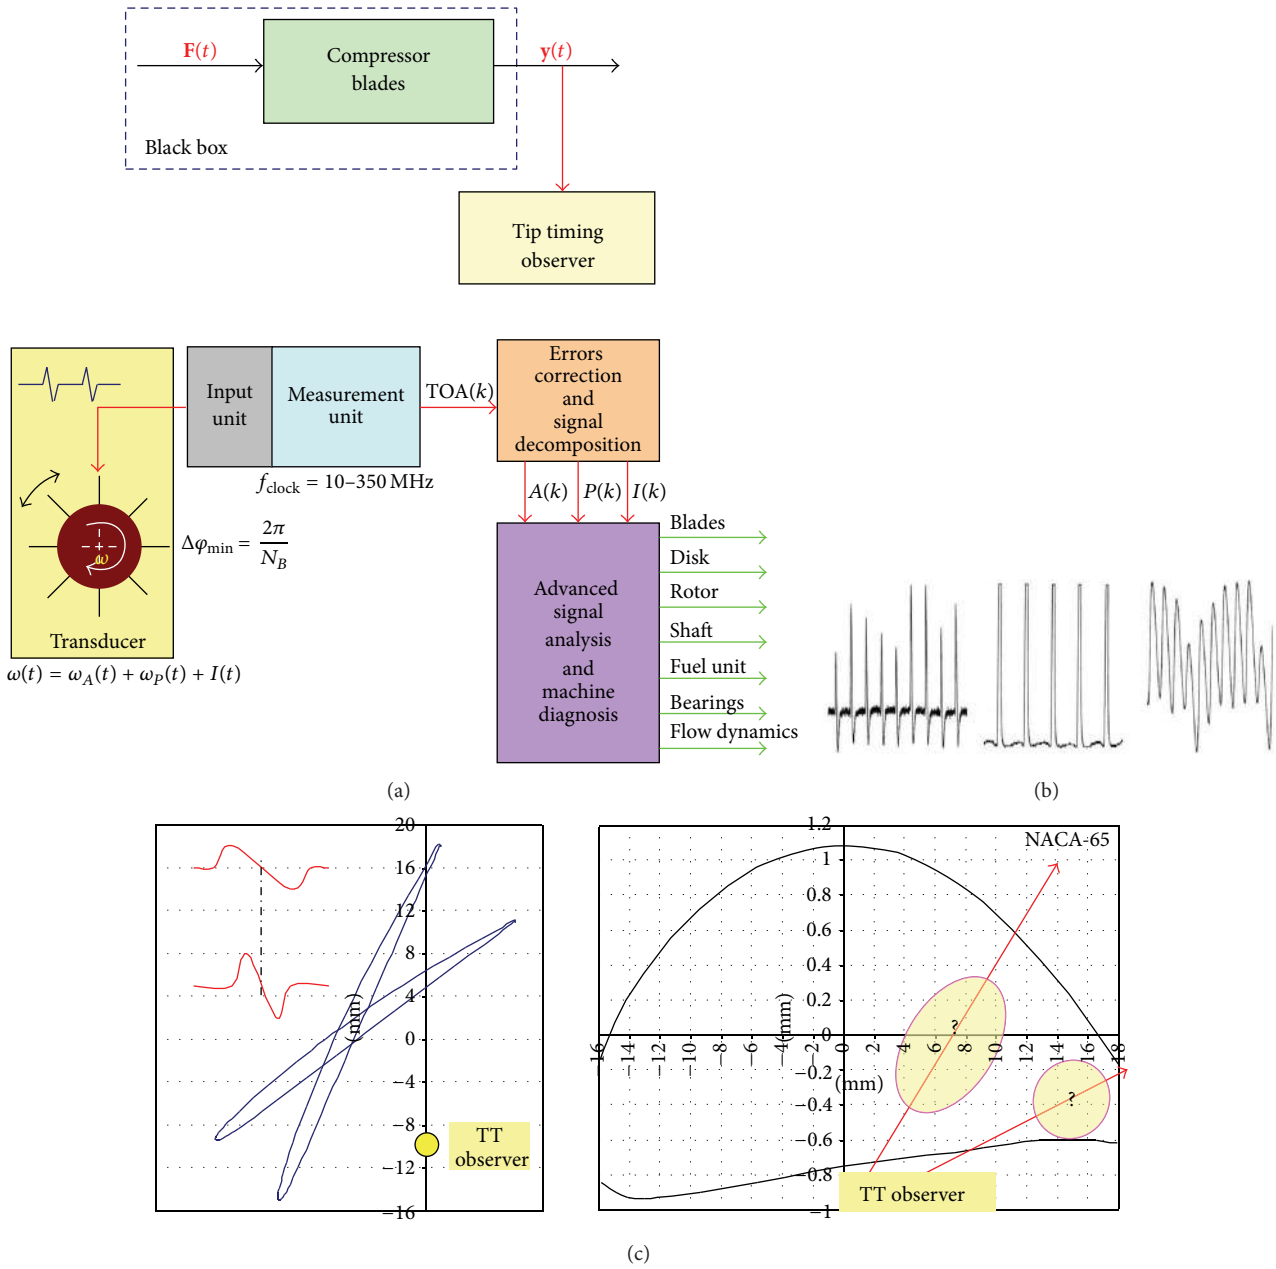 F(t)
Compressor
blades
y(t)
Black box
Tip timing
observer
Input
unit
Measurement
unit
TOA(k)
Errors
correction
and
signal
decomposition
f_clock = 10–350 MHz
A(k)
P(k)
I(k)
Δφ_min = 2π / N_B
ω
Transducer
ω(t) = ω_A(t) + ω_P(t) + I(t)
Advanced
signal
analysis
and
machine
diagnosis
Blades
Disk
Rotor
Shaft
Fuel unit
Bearings
Flow dynamics
(a)
(b)
20
16
12
8
4
0
−4
−8
−12
−16
(mm)
TT
observer
NACA-65
1.2
1
0.8
0.6
0.4
0.2
0
−0.2
−0.4
−0.6
−0.8
−1
(mm)
−16
−14
−12
−10
−8
−6
−4
−2
0
2
4
6
8
10
12
14
16
18
(mm)
?
?
TT observer
(c)